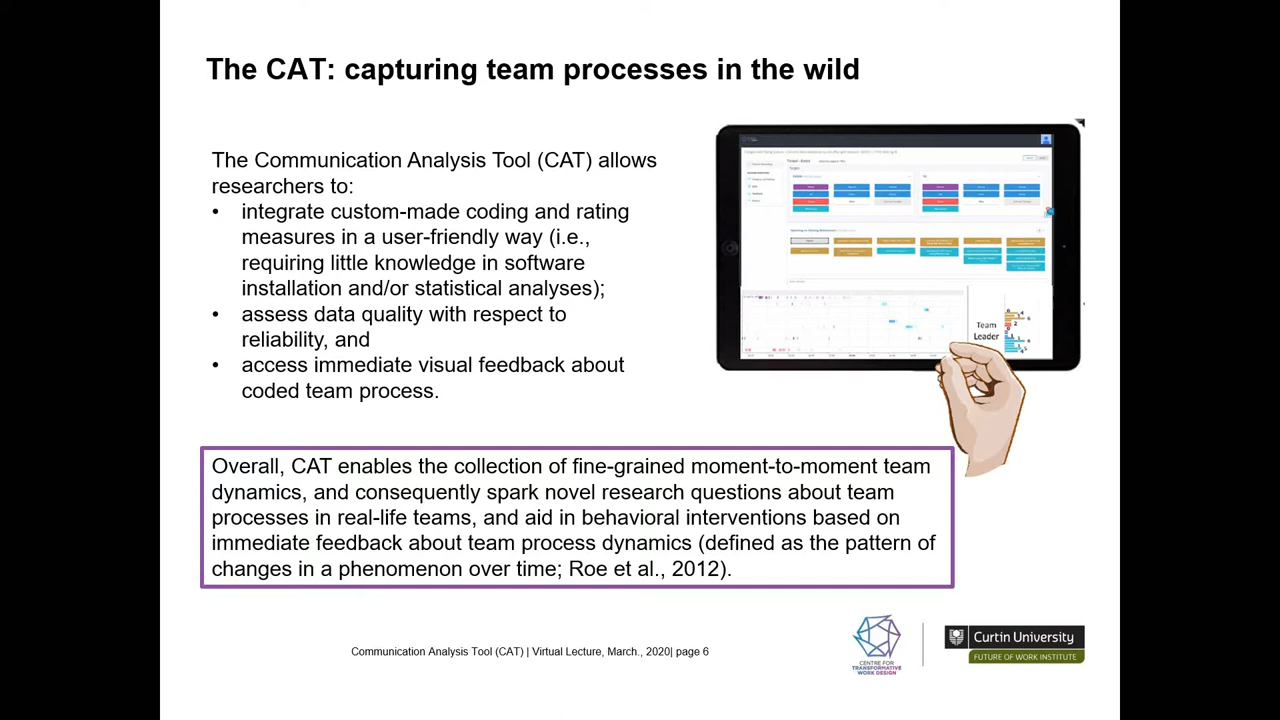 The CAT: capturing team processes in the wild
The Communication Analysis Tool (CAT) allows
researchers to:
• integrate custom-made coding and rating
measures in a user-friendly way (i.e.,
requiring little knowledge in software
installation and/or statistical analyses);
• assess data quality with respect to
reliability, and
• access immediate visual feedback about
coded team process.
Team
Leader
Overall, CAT enables the collection of fine-grained moment-to-moment team
dynamics, and consequently spark novel research questions about team
processes in real-life teams, and aid in behavioral interventions based on
immediate feedback about team process dynamics (defined as the pattern of
changes in a phenomenon over time; Roe et al., 2012).
Communication Analysis Tool (CAT) | Virtual Lecture, March., 2020| page 6
CENTRE FOR
TRANSFORMATIVE
WORK DESIGN
Curtin University
FUTURE OF WORK INSTITUTE